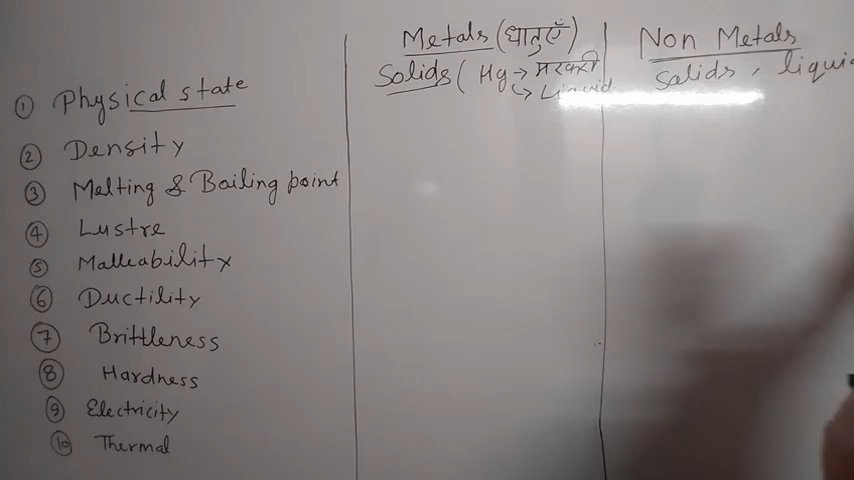 Metals (धातुएँ)
Non Metals
Solids ( Hg → मरकरी
↳ Liquid
Solids, liquid
① Physical state
② Density
③ Melting & Boiling point
④ Lustre
⑤ Malleability
⑥ Ductility
⑦ Brittleness
⑧ Hardness
⑨ Electricity
⑩ Thermal